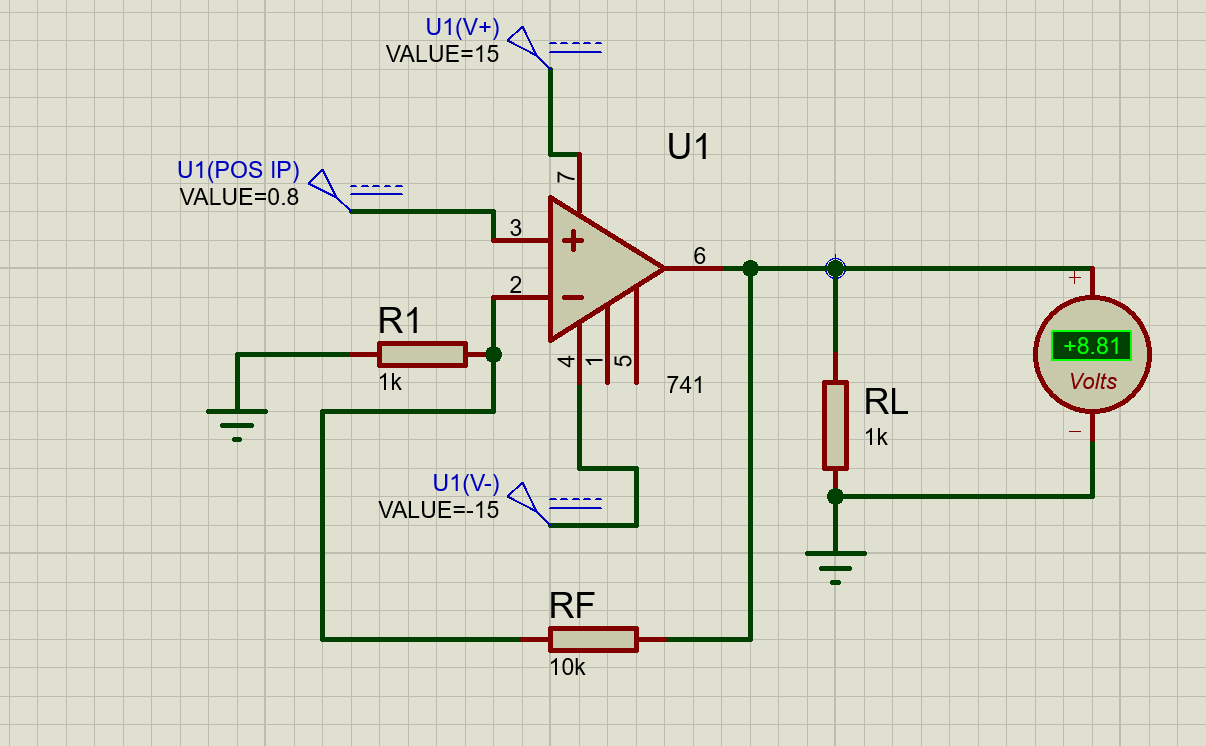 U1(V+)
VALUE=15
U1
U1(POS IP)
VALUE=0.8
7
3
6
2
+
+8.81
Volts
−
R1
1k
4
1
5
741
RL
1k
U1(V-)
VALUE=-15
RF
10k